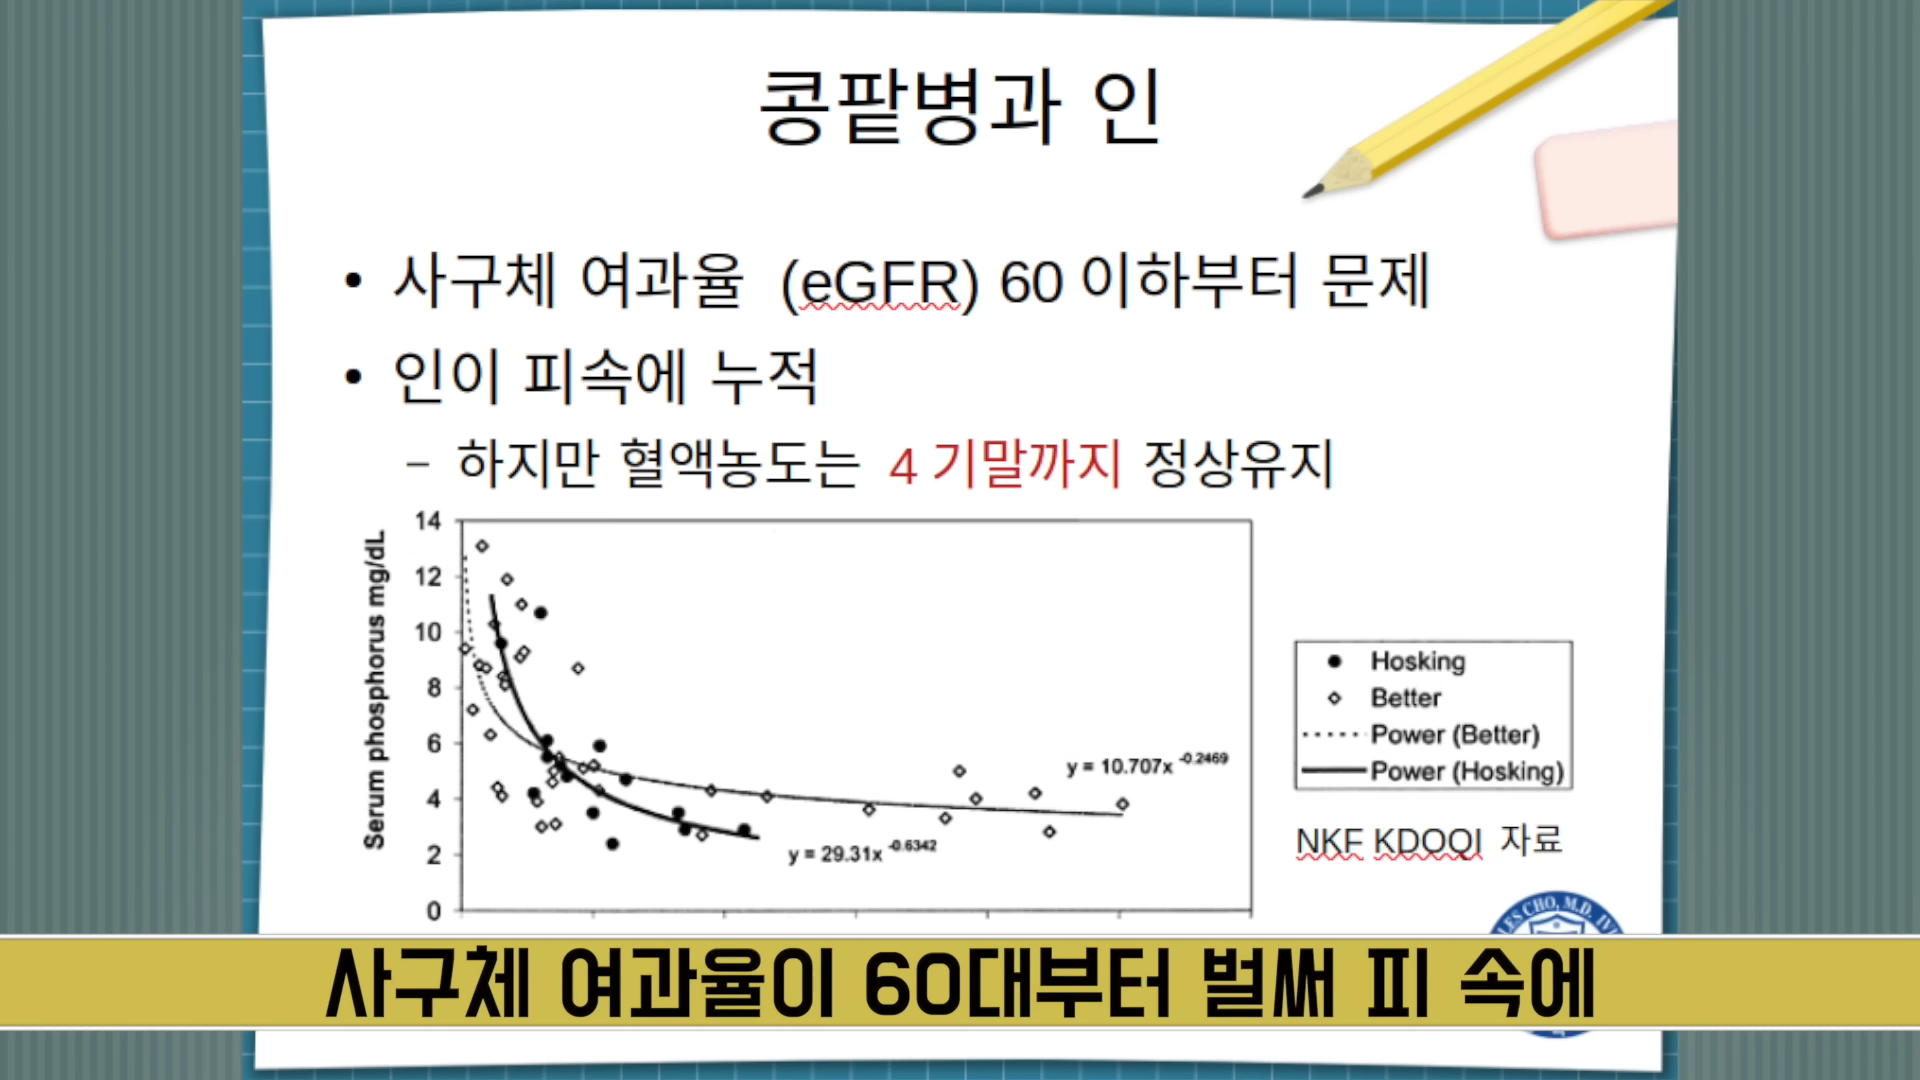 콩팥병과 인
• 사구체 여과율 (eGFR) 60 이하부터 문제
• 인이 피속에 누적
– 하지만 혈액농도는 4 기말까지 정상유지
Serum phosphorus mg/dL
14
12
10
8
6
4
2
0
y = 10.707x^-0.2469
y = 29.31x^-0.6342
Hosking
Better
Power (Better)
Power (Hosking)
NKF KDOQI 자료
LES CHO, M.D.
사구체 여과율이 60대부터 벌써 피 속에